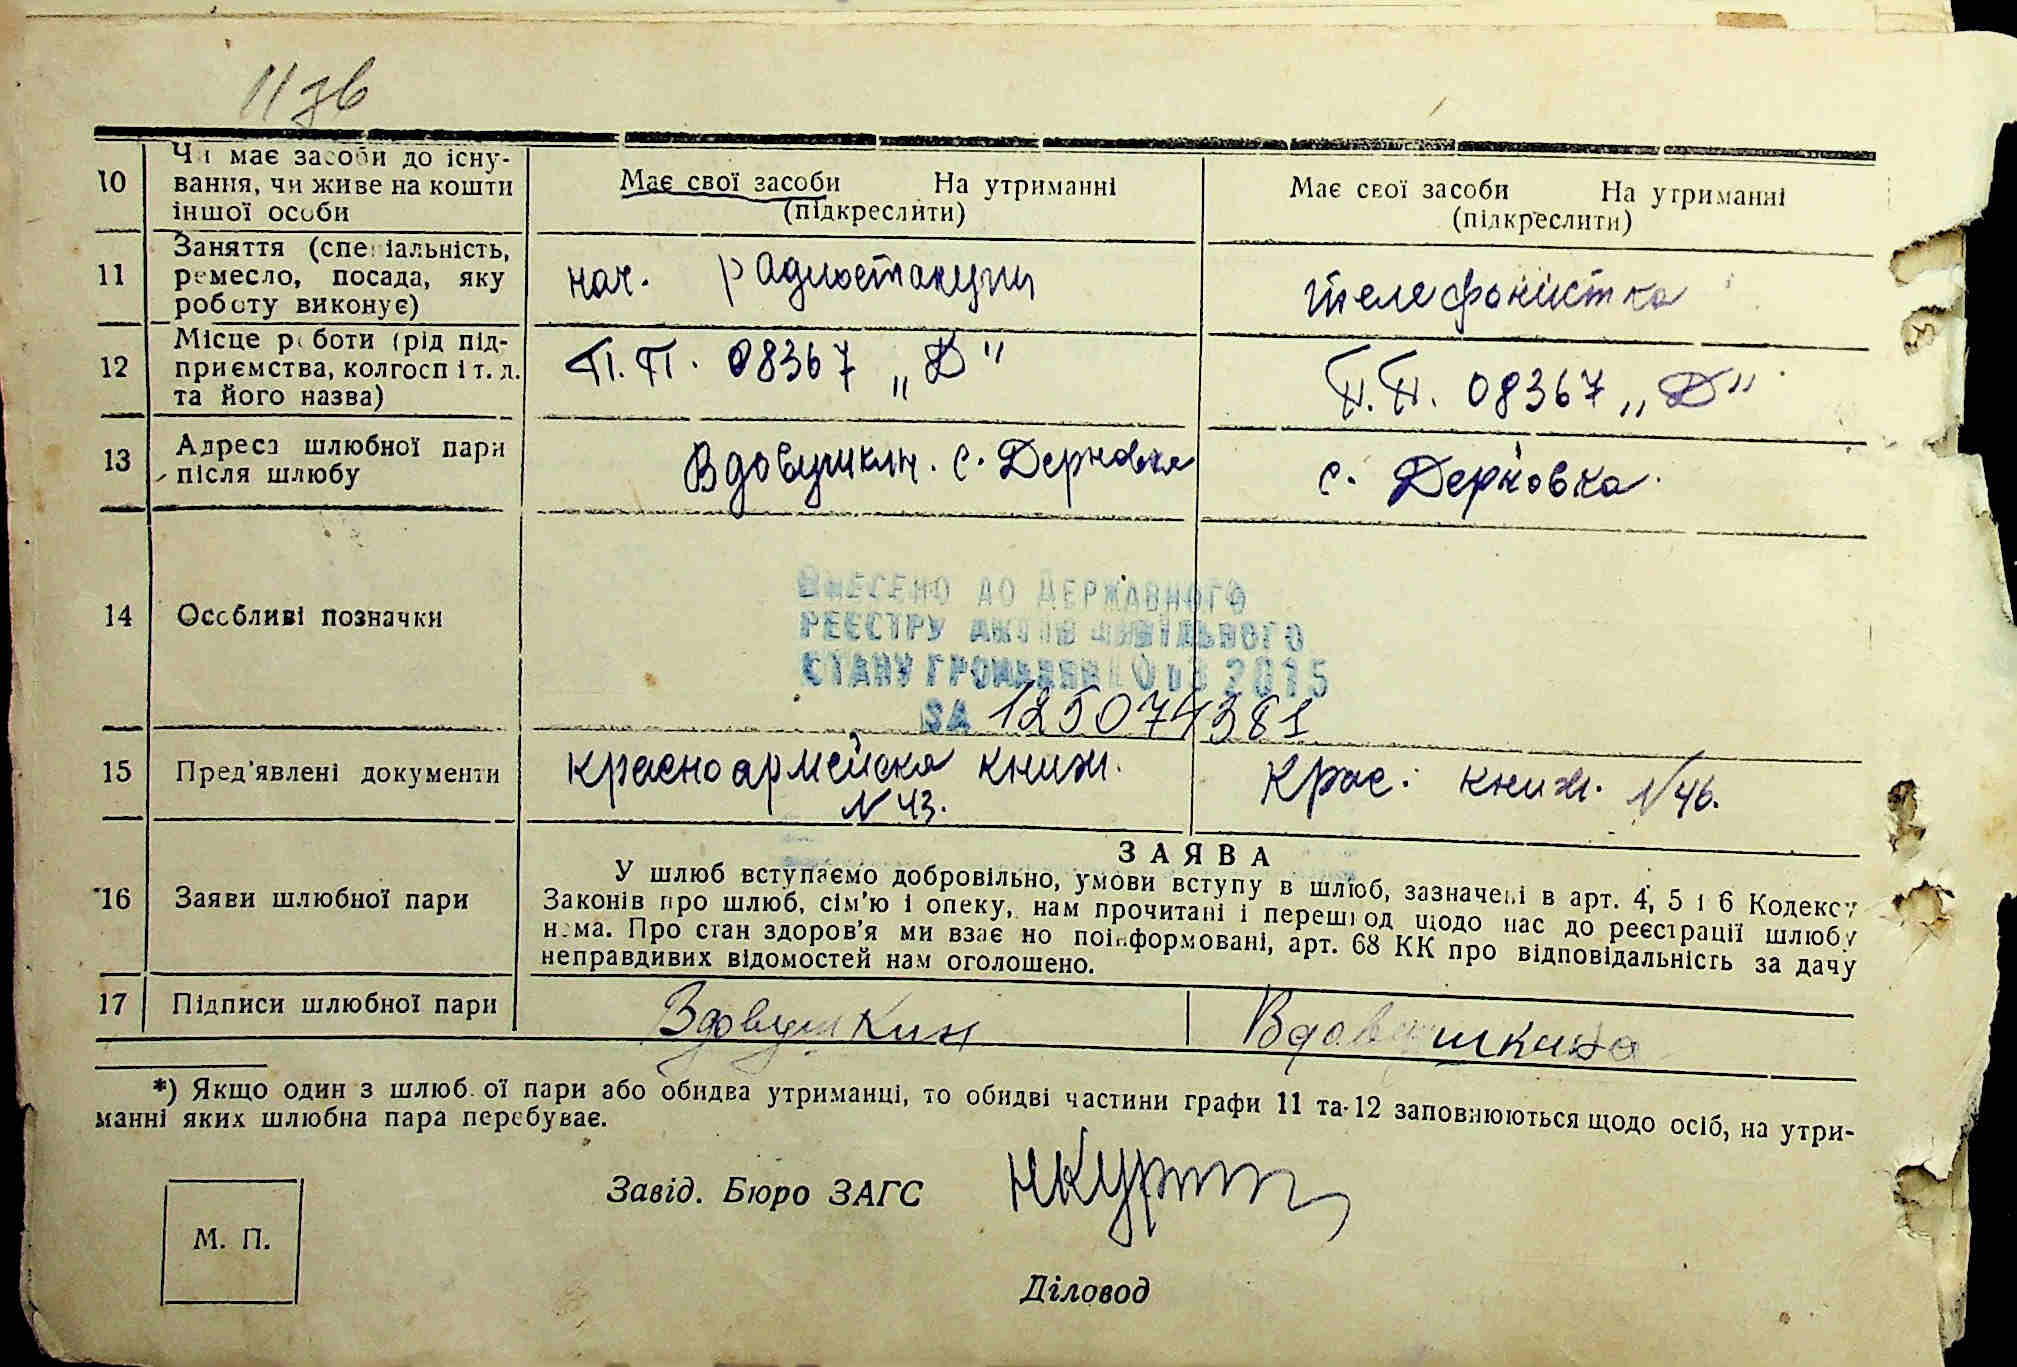 11 зв
10 Чи має засоби до існу-
вання, чи живе на кошти
іншої особи
Має свої засоби На утриманні
(підкреслити)
Має свої засоби На утриманні
(підкреслити)
11 Заняття (спеціальність,
ремесло, посада, яку
роботу виконує)
нач. радиостанции
телефонистка
12 Місце роботи (рід під-
приємства, колгосп і т. д.
та його назва)
П.П. 08367 „Д"
П.П. 08367 „Д"
13 Адреса шлюбної пари
після шлюбу
Вдовушкин. с. Дерновка
с. Дерновка.
14 Особливі позначки
ВНЕСЕНО ДО ДЕРЖАВНОГО
РЕЄСТРУ АКТІВ ЦИВІЛЬНОГО
СТАНУ ГРОМАДЯН 2015
ЗА 125074381
15 Пред'явлені документи
красноармейска книж.
N 43.
Крас. книж. N 46.
16 Заяви шлюбної пари
ЗАЯВА
У шлюб вступаємо добровільно, умови вступу в шлюб, зазначені в арт. 4, 5 і 6 Кодексу
Законів про шлюб, сім'ю і опеку, нам прочитані і перешкод щодо нас до реєстрації шлюбу
нема. Про стан здоров'я ми взаємно поінформовані, арт. 68 КК про відповідальність за дачу
неправдивих відомостей нам оголошено.
17 Підписи шлюбної пари
Вдовушкин
Вдовушкина
*) Якщо один з шлюбної пари або обидва утриманці, то обидві частини графи 11 та 12 заповнюються щодо осіб, на утри-
манні яких шлюбна пара перебуває.
Завід. Бюро ЗАГС
М. П.
Діловод